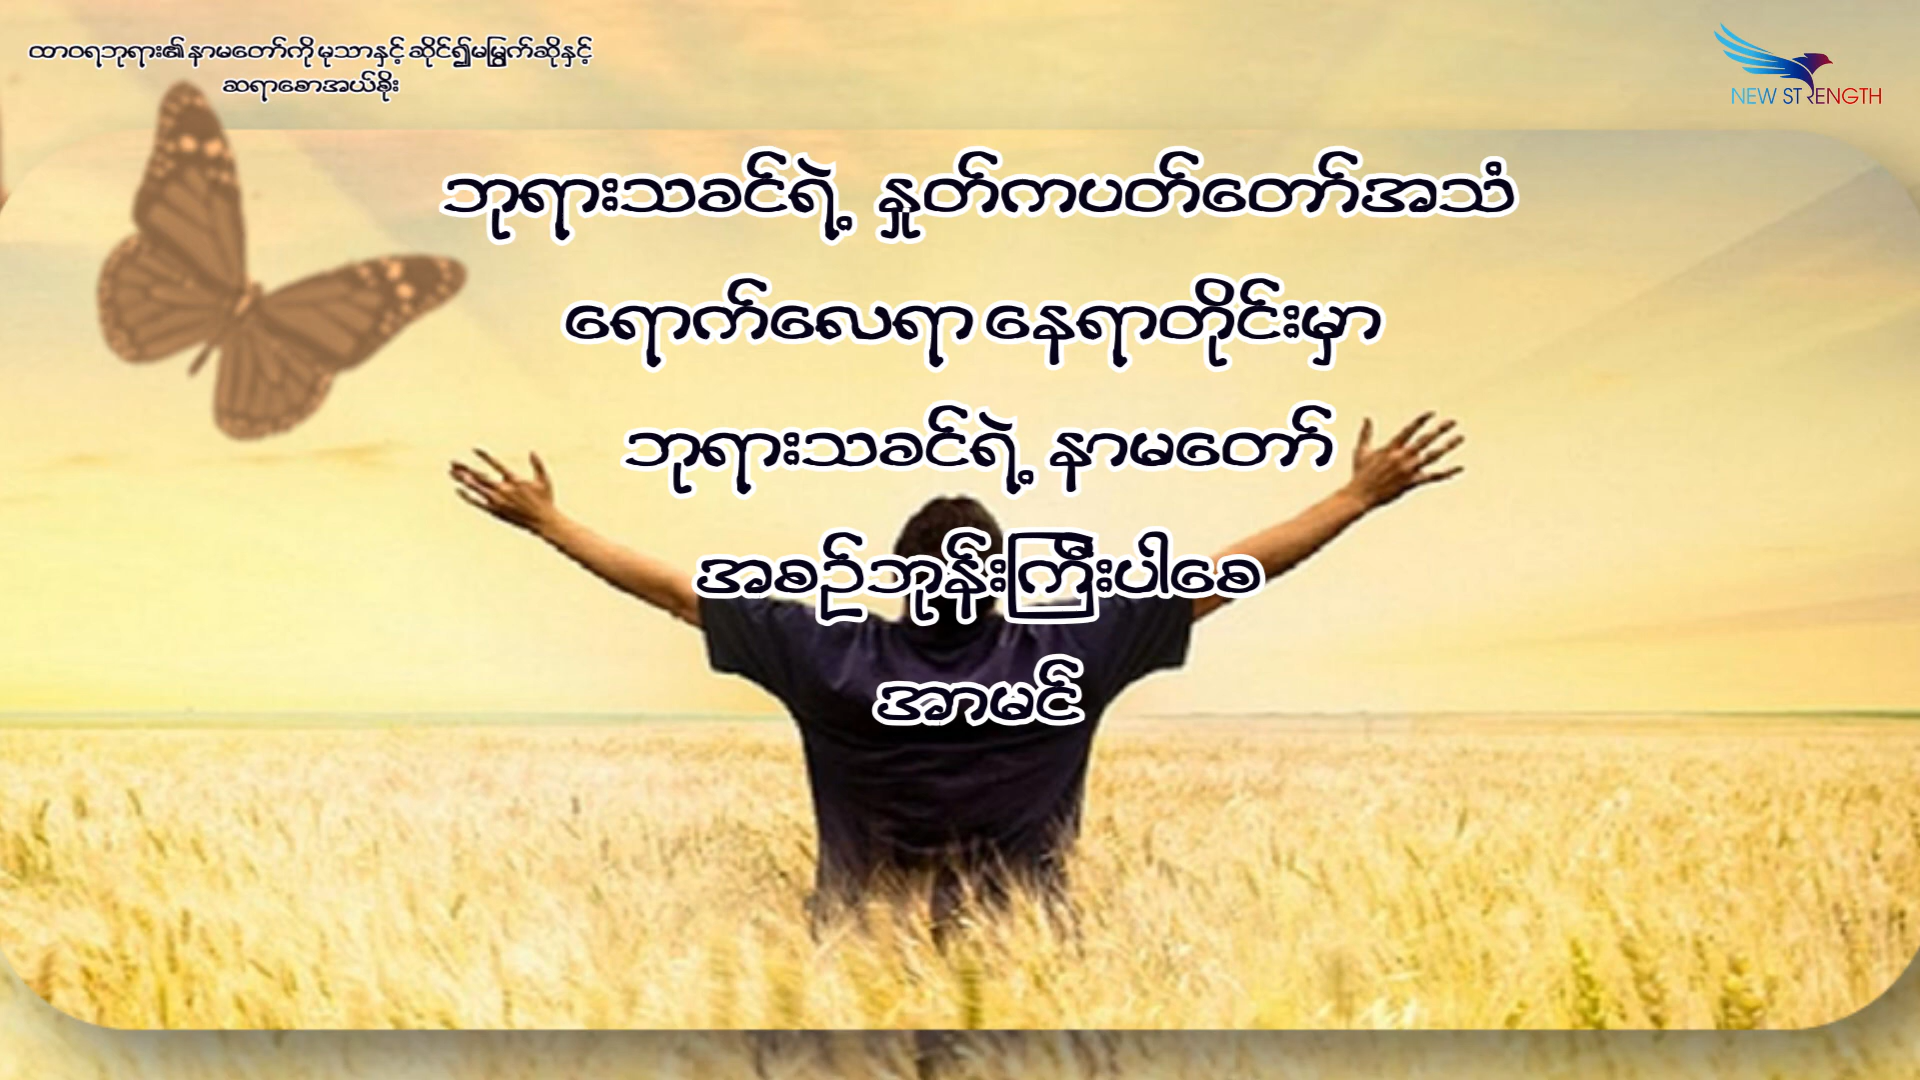 ထာဝရဘုရား၏ နာမတော်ကို မုသာနှင့် ဆိုင်၍မမြွက်ဆိုနှင့်
ဆရာစောအယ်ခိုး
NEW STRENGTH
ဘုရားသခင်ရဲ့ နှုတ်ကပတ်တော်အသံ
ရောက်လေရာ နေရာတိုင်းမှာ
ဘုရားသခင်ရဲ့ နာမတော်
အစဉ်ဘုန်းကြီးပါစေ
အာမင်